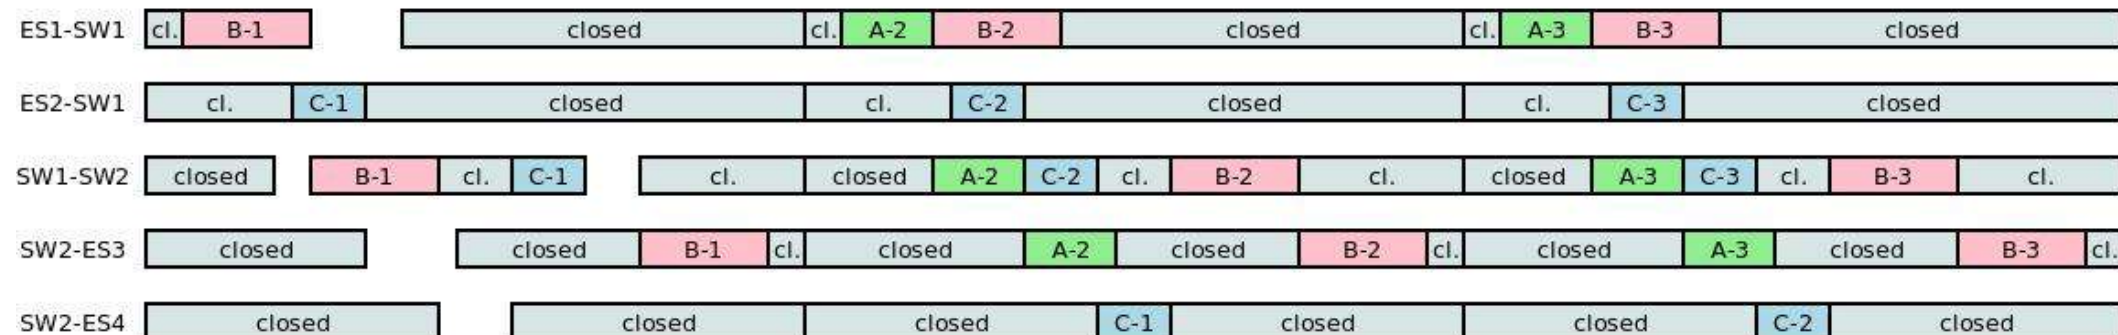 ES1-SW1 cl. B-1 closed cl. A-2 B-2 closed cl. A-3 B-3 closed
ES2-SW1 cl. C-1 closed cl. C-2 closed cl. C-3 closed
SW1-SW2 closed B-1 cl. C-1 cl. closed A-2 C-2 cl. B-2 cl. closed A-3 C-3 cl. B-3 cl.
SW2-ES3 closed closed B-1 cl. closed A-2 closed B-2 cl. closed A-3 closed B-3 cl.
SW2-ES4 closed closed closed C-1 closed closed C-2 closed